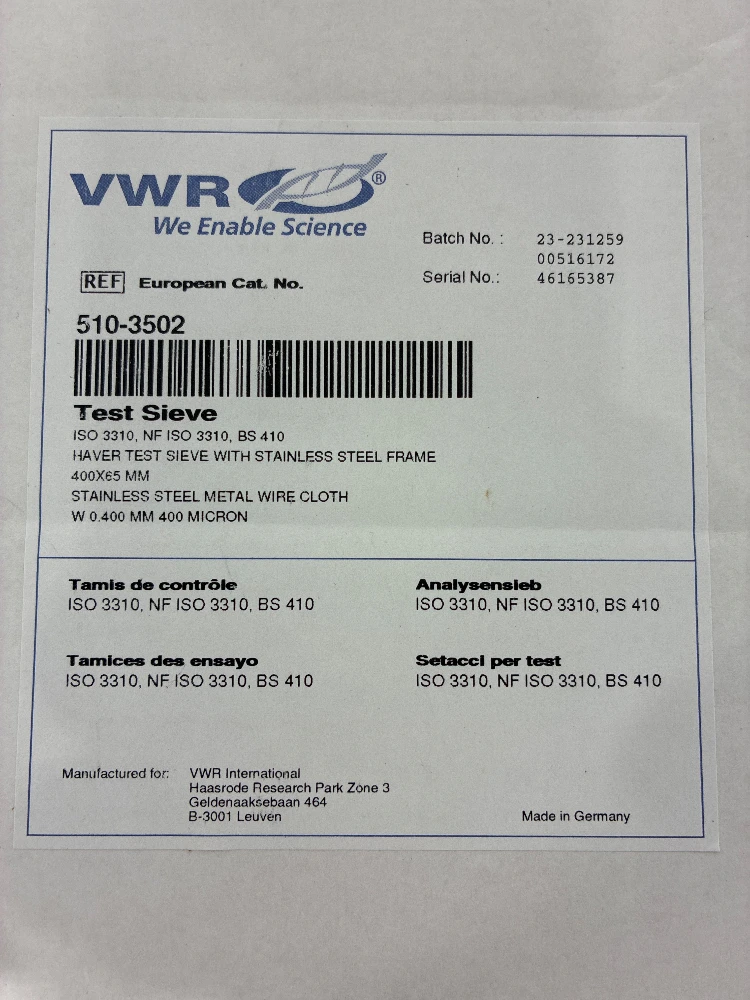 VWR®
We Enable Science
Batch No. : 23-231259
00516172
Serial No.: 46165387
REF European Cat. No.
510-3502
Test Sieve
ISO 3310, NF ISO 3310, BS 410
HAVER TEST SIEVE WITH STAINLESS STEEL FRAME
400X65 MM
STAINLESS STEEL METAL WIRE CLOTH
W 0.400 MM 400 MICRON
Tamis de contrôle
ISO 3310, NF ISO 3310, BS 410
Analysensieb
ISO 3310, NF ISO 3310, BS 410
Tamices des ensayo
ISO 3310, NF ISO 3310, BS 410
Setacci per test
ISO 3310, NF ISO 3310, BS 410
Manufactured for: VWR International
Haasrode Research Park Zone 3
Geldenaaksebaan 464
B-3001 Leuven
Made in Germany